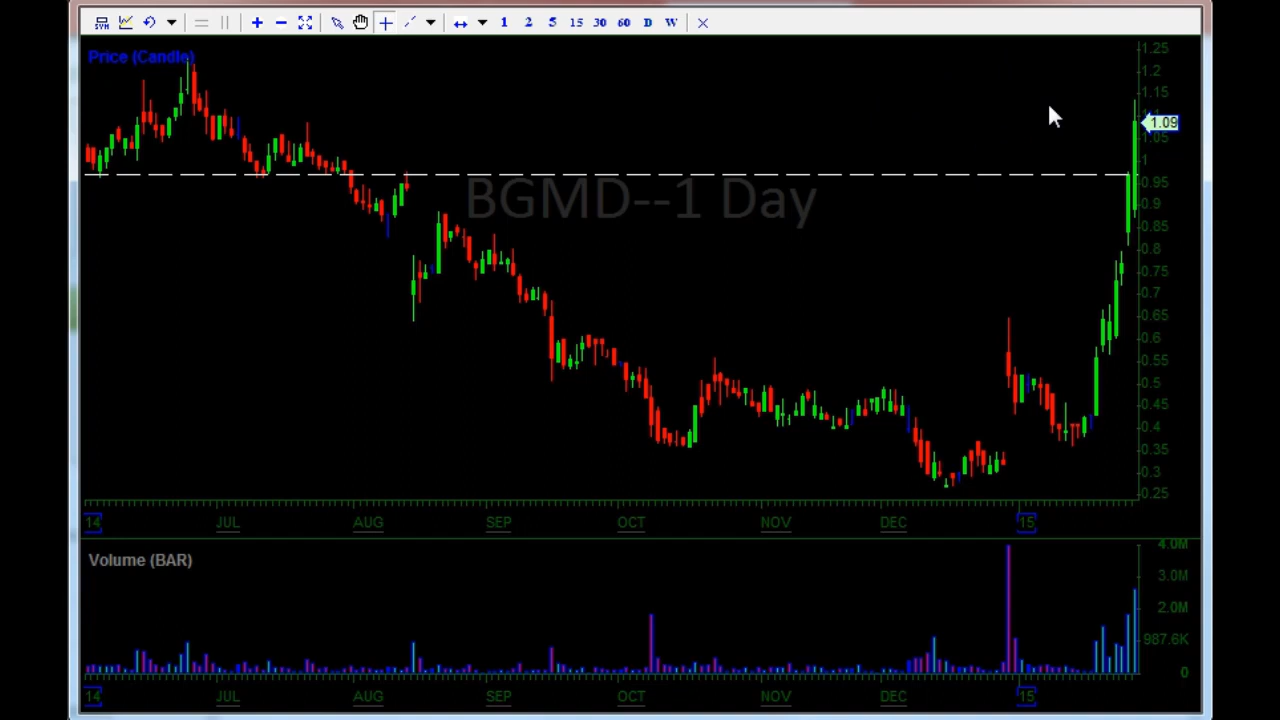 SYM 1 2 5 15 30 60 D W
Price (Candle)
BGMD--1 Day
1.25
1.2
1.15
1.09
1
0.95
0.9
0.85
0.8
0.75
0.7
0.65
0.6
0.55
0.5
0.45
0.4
0.35
0.3
0.25
14 JUL AUG SEP OCT NOV DEC 15
Volume (BAR)
4.0M
3.0M
2.0M
987.6K
0
14 JUL AUG SEP OCT NOV DEC 15